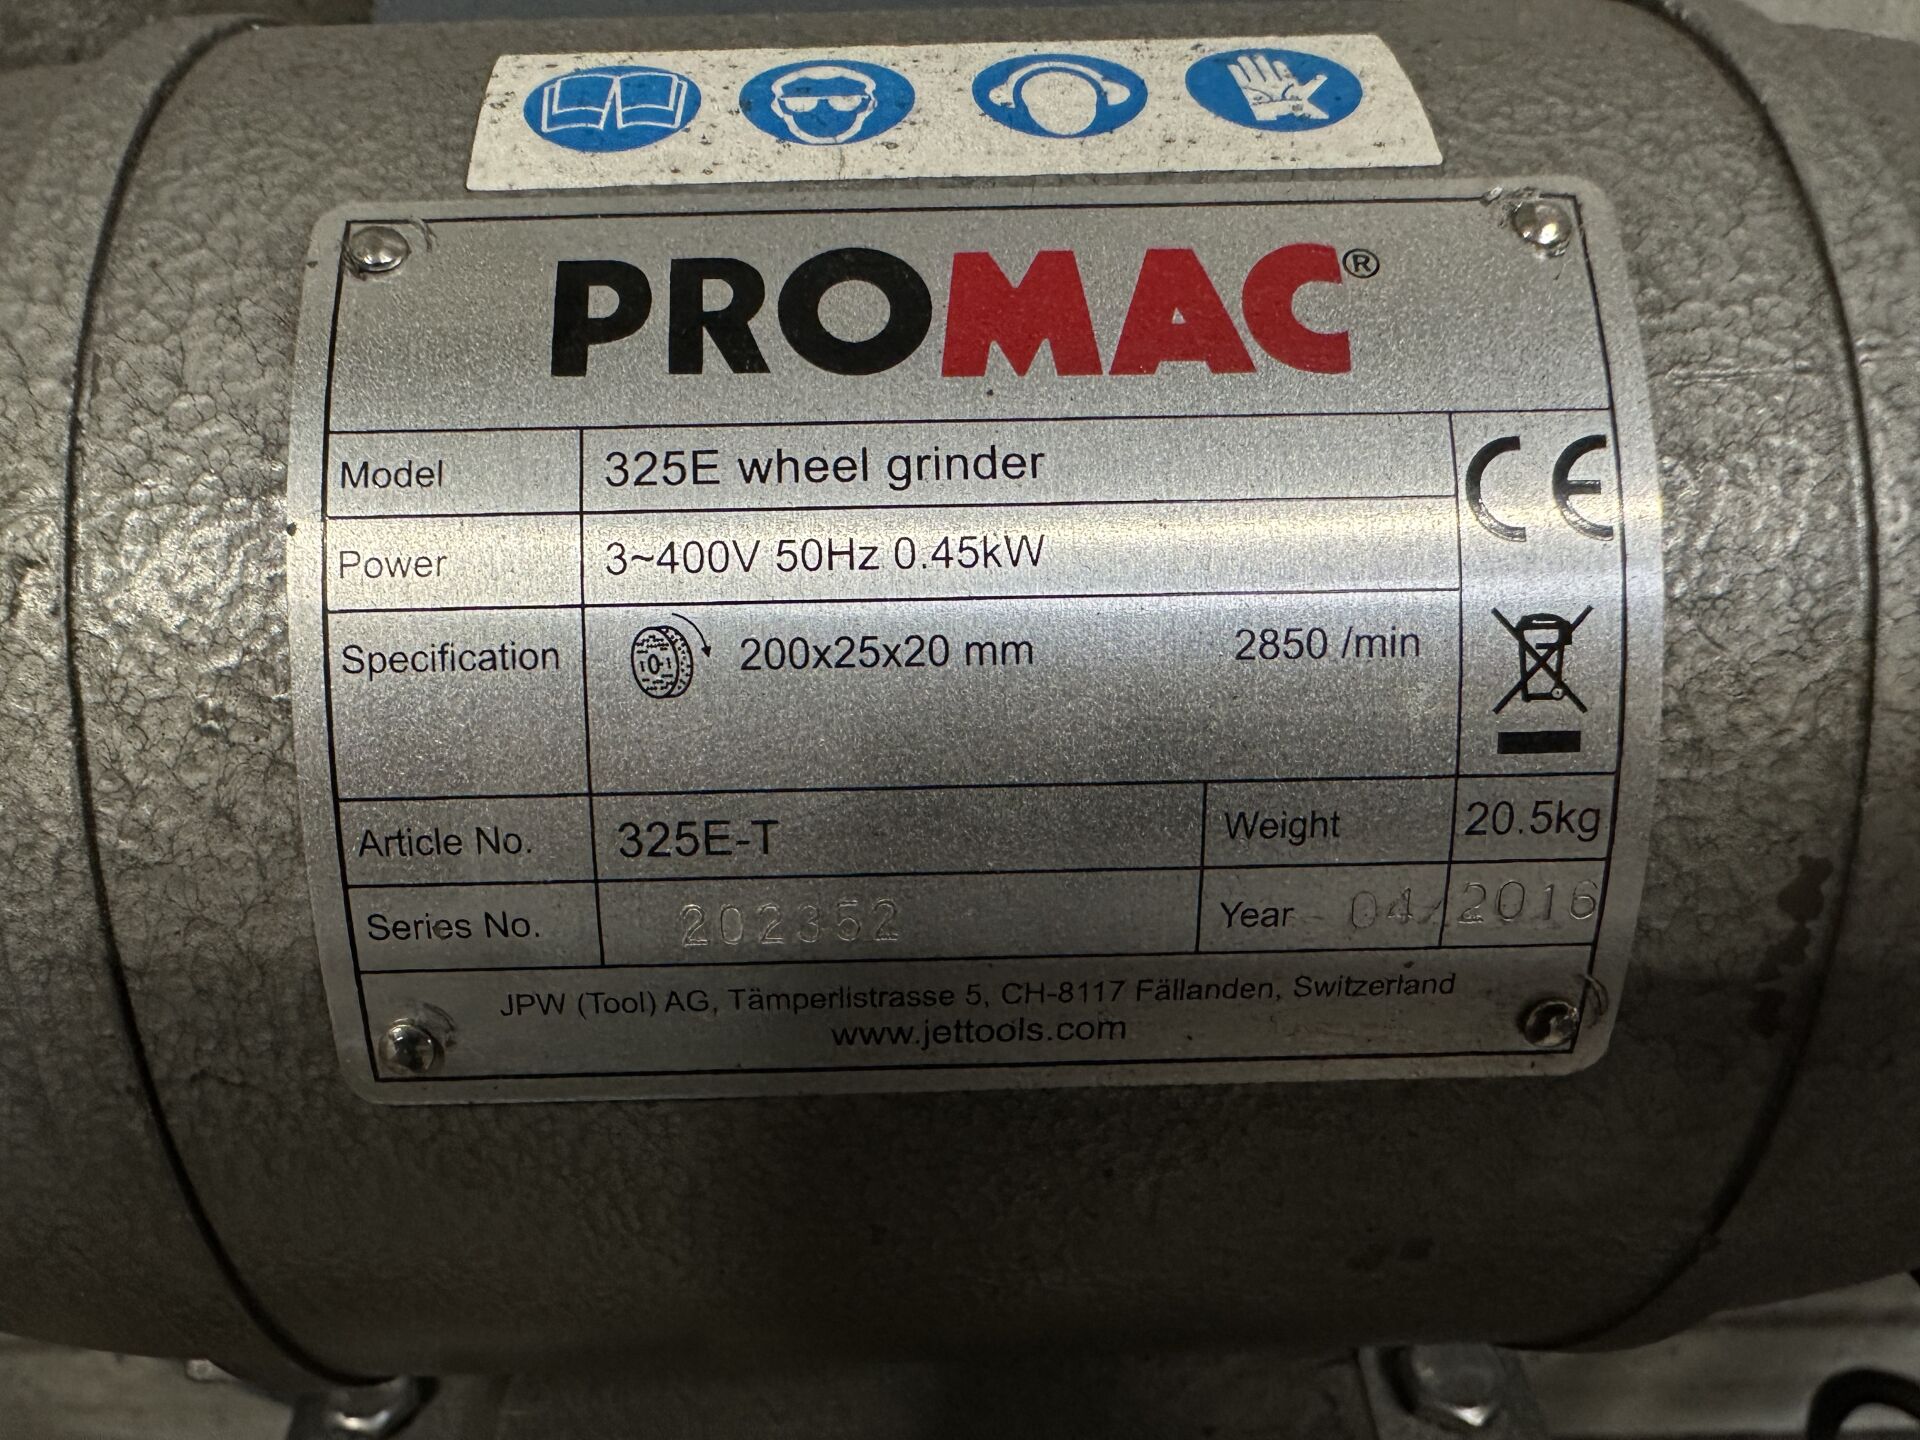 PROMAC®
Model 325E wheel grinder
CE
Power 3~400V 50Hz 0.45kW
Specification 200x25x20 mm 2850 /min
Article No. 325E-T Weight 20.5kg
Series No. 202352 Year 04/2016
JPW (Tool) AG, Tämperlistrasse 5, CH-8117 Fällanden, Switzerland
www.jettools.com